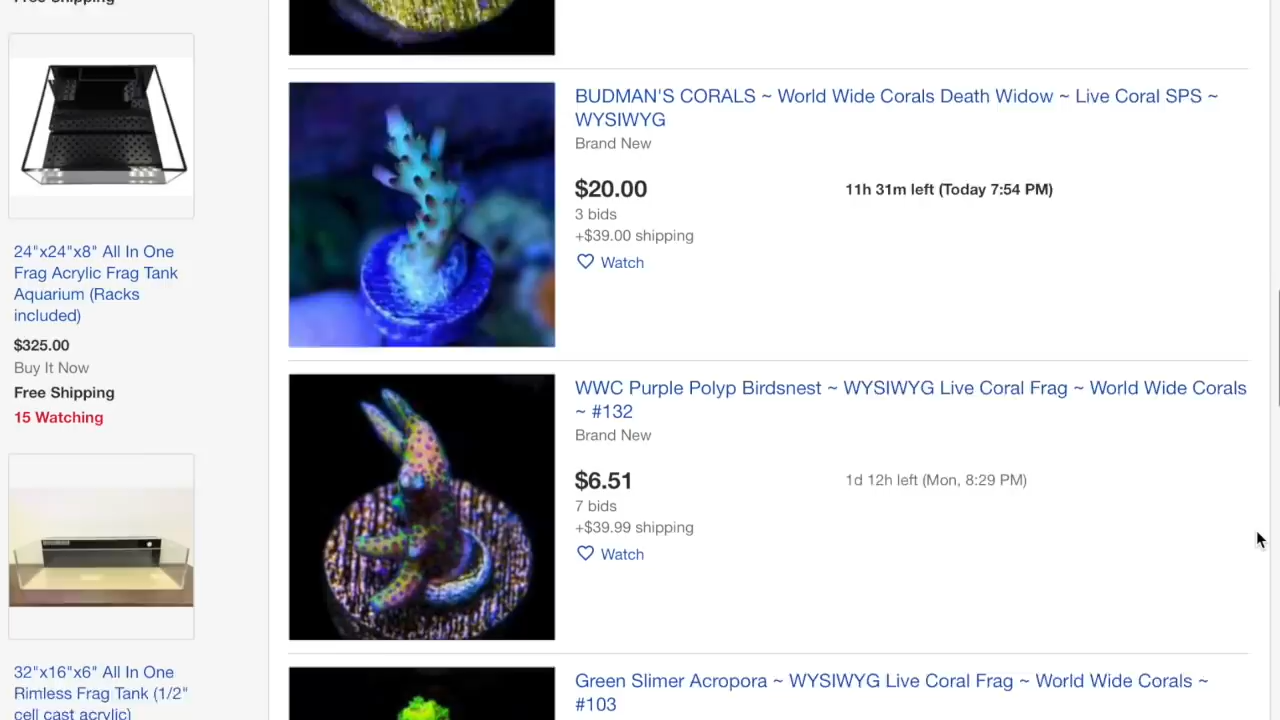 Free Shipping
24"x24"x8" All In One
Frag Acrylic Frag Tank
Aquarium (Racks
included)
$325.00
Buy It Now
Free Shipping
15 Watching
32"x16"x6" All In One
Rimless Frag Tank (1/2"
cell cast acrylic)
BUDMAN'S CORALS ~ World Wide Corals Death Widow ~ Live Coral SPS ~
WYSIWYG
Brand New
$20.00
11h 31m left (Today 7:54 PM)
3 bids
+$39.00 shipping
Watch
WWC Purple Polyp Birdsnest ~ WYSIWYG Live Coral Frag ~ World Wide Corals
~ #132
Brand New
$6.51
1d 12h left (Mon, 8:29 PM)
7 bids
+$39.99 shipping
Watch
Green Slimer Acropora ~ WYSIWYG Live Coral Frag ~ World Wide Corals ~
#103